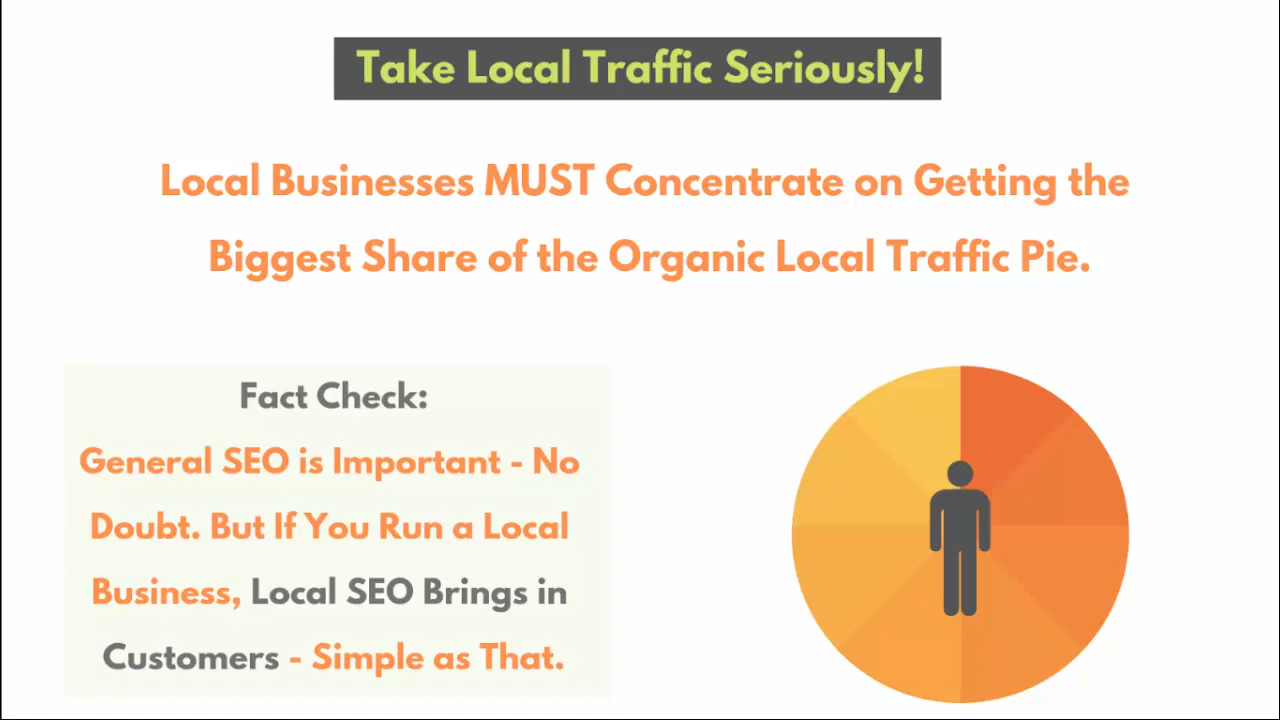 Take Local Traffic Seriously!
Local Businesses MUST Concentrate on Getting the
Biggest Share of the Organic Local Traffic Pie.
Fact Check:
General SEO is Important - No
Doubt. But If You Run a Local
Business, Local SEO Brings in
Customers - Simple as That.